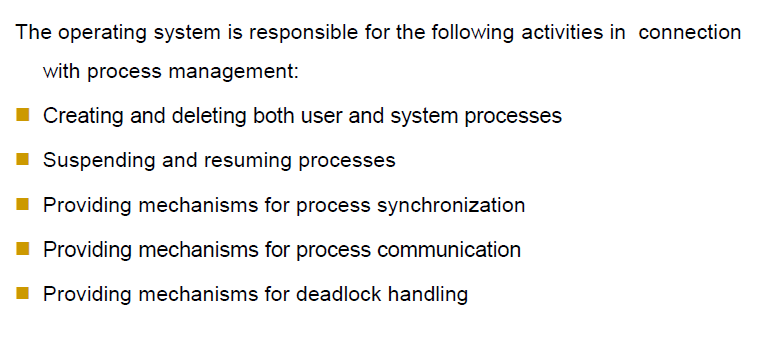 The operating system is responsible for the following activities in connection
with process management:
Creating and deleting both user and system processes
Suspending and resuming processes
Providing mechanisms for process synchronization
Providing mechanisms for process communication
Providing mechanisms for deadlock handling